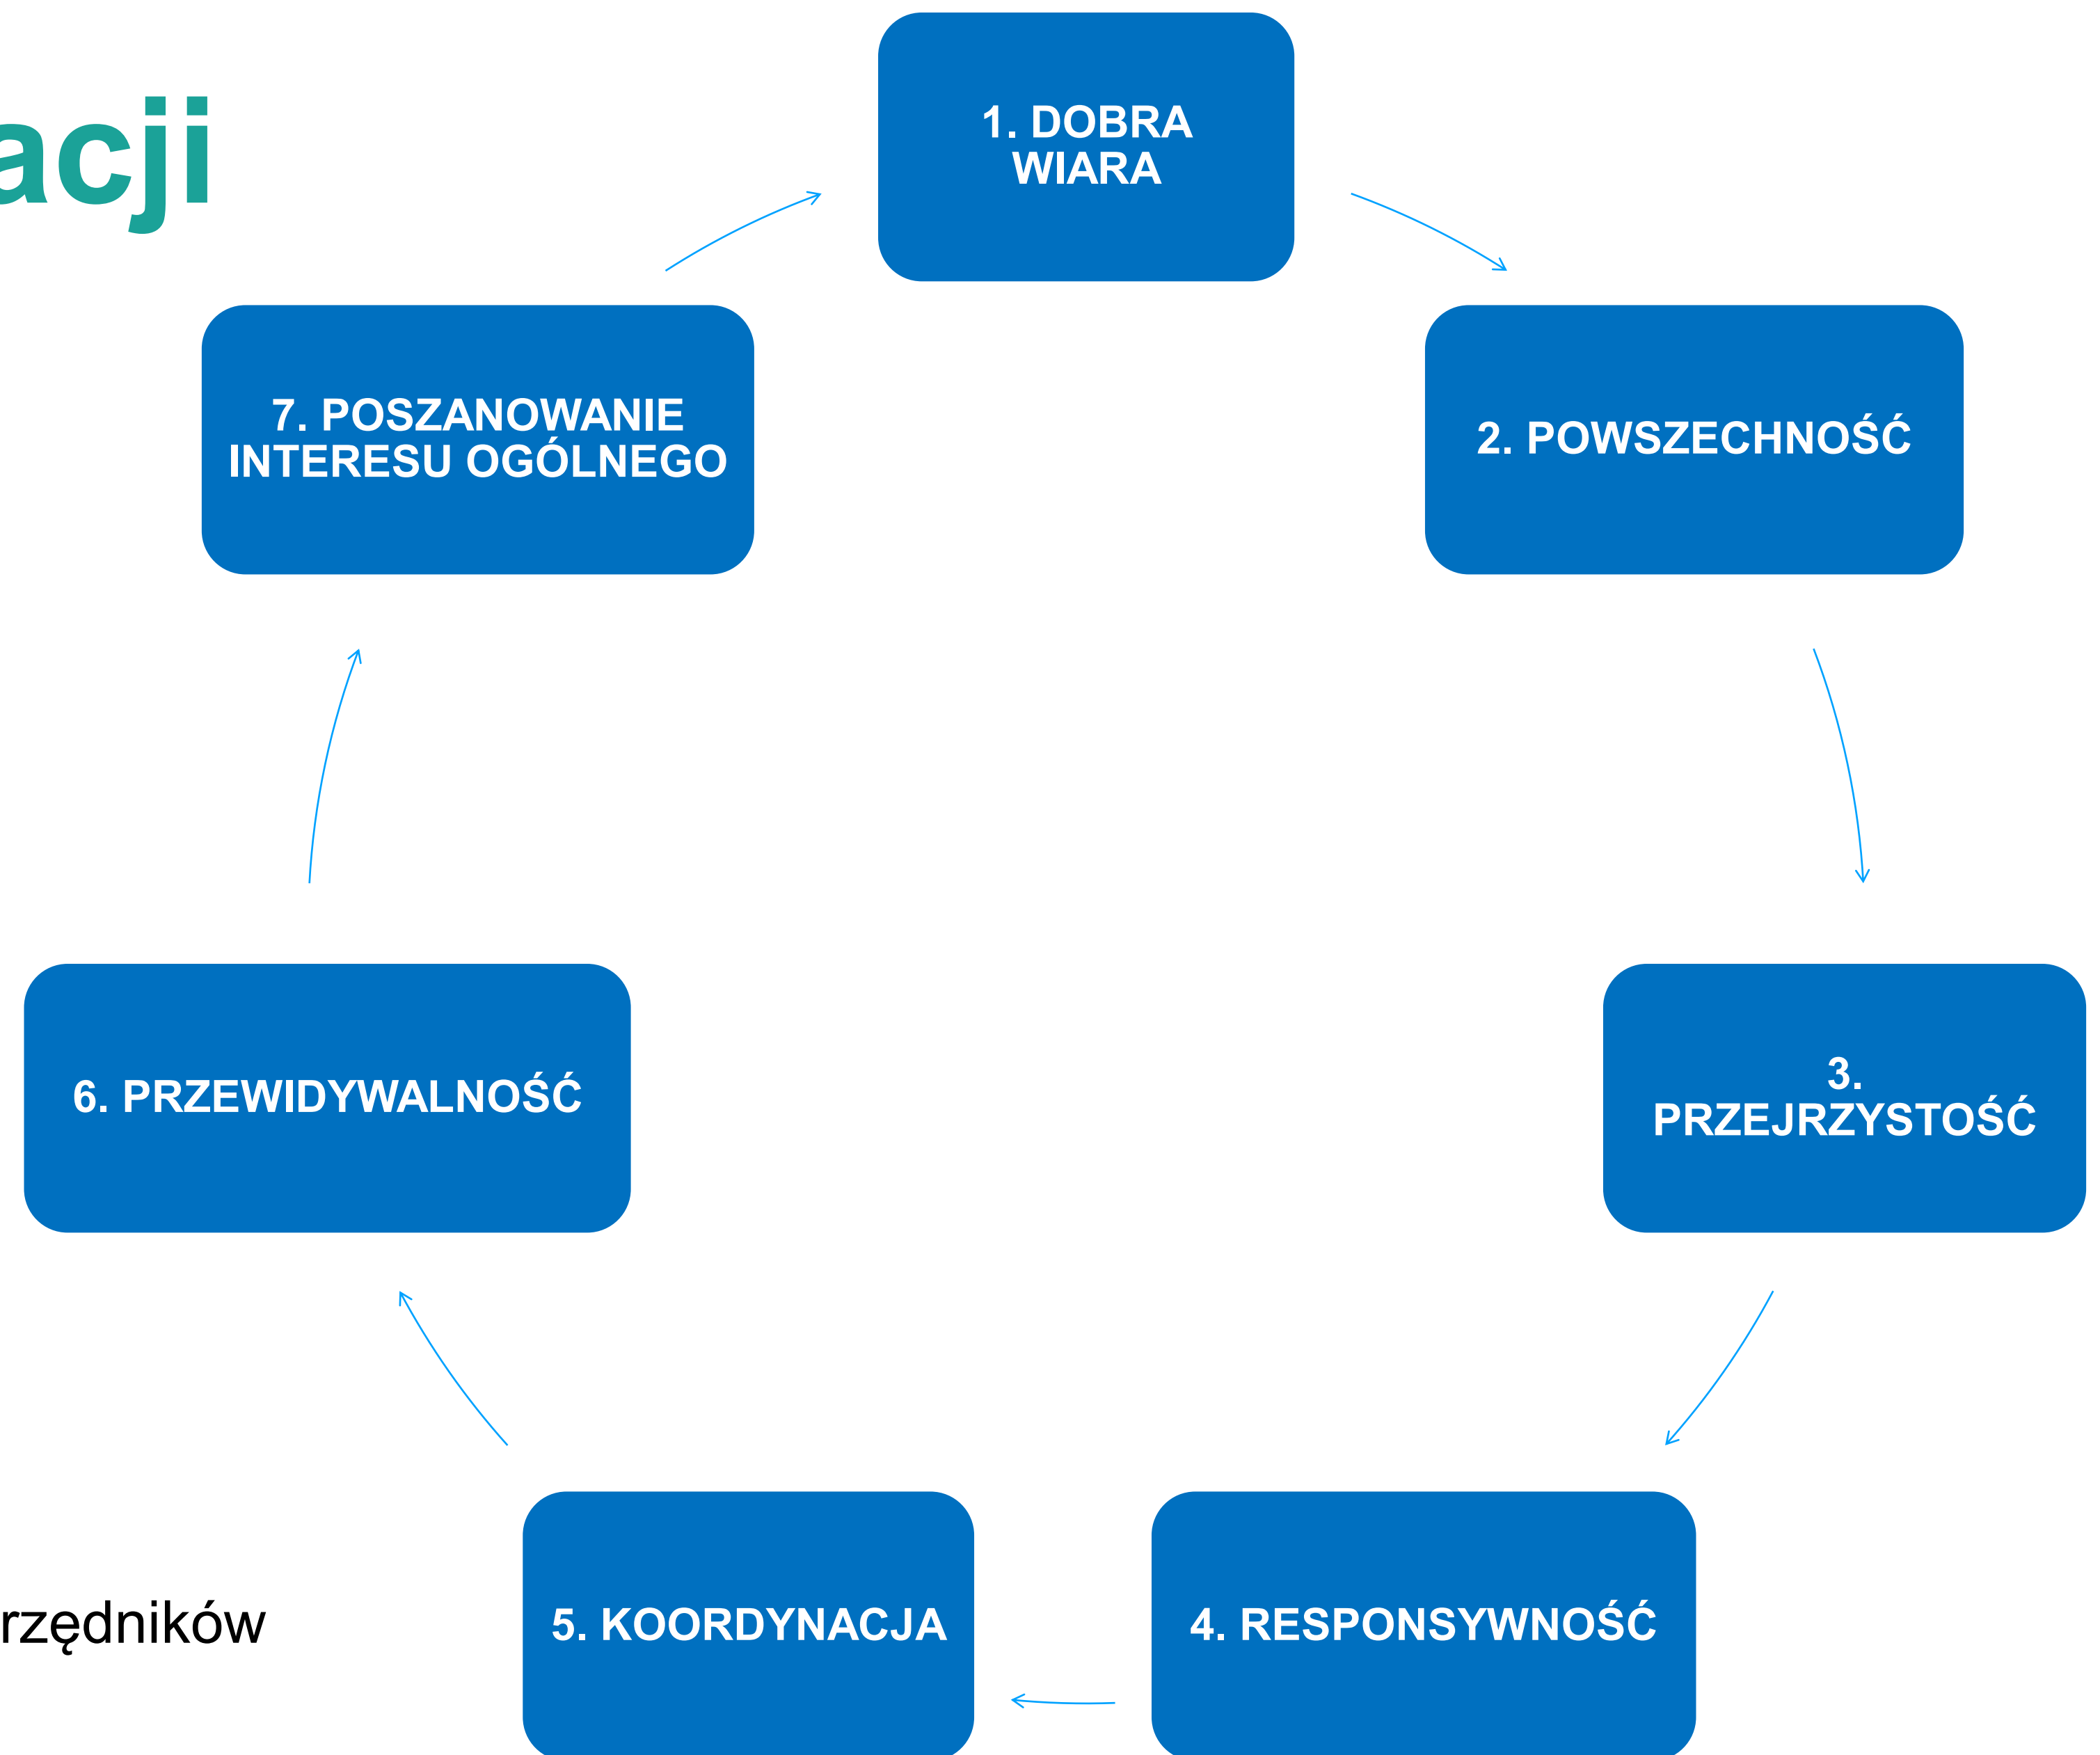 acji
1. DOBRA
WIARA
2. POWSZECHNOŚĆ
3.
PRZEJRZYSTOŚĆ
4. RESPONSYWNOŚĆ
5. KOORDYNACJA
6. PRZEWIDYWALNOŚĆ
7. POSZANOWANIE
INTERESU OGÓLNEGO
rzędników